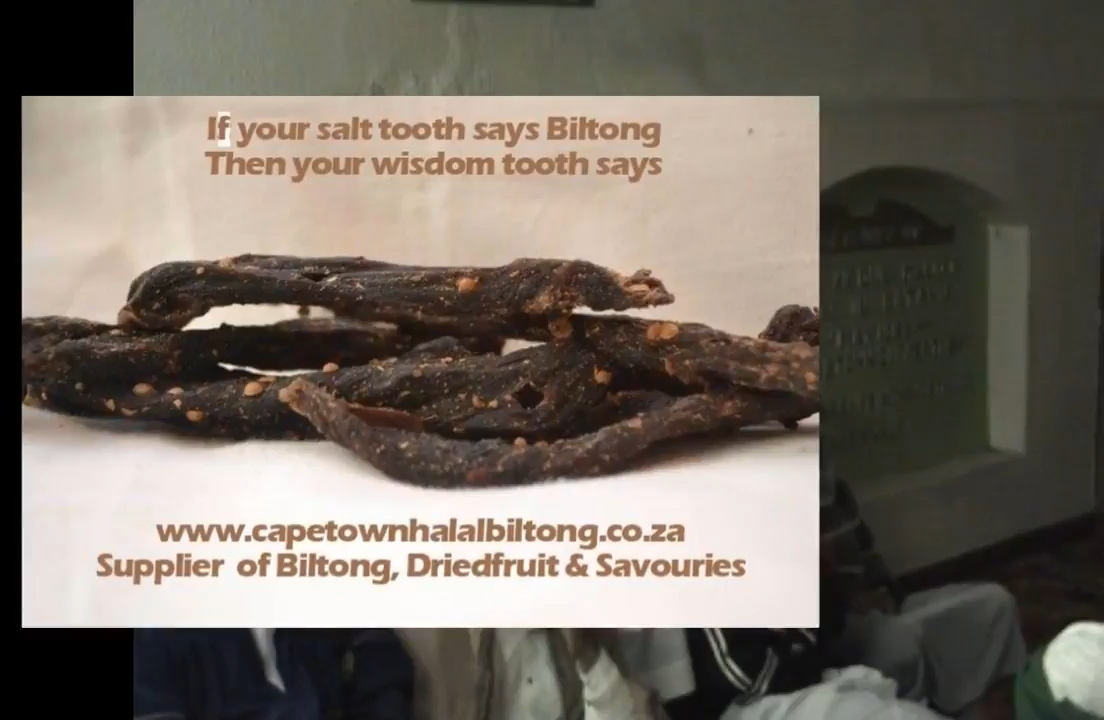 If your salt tooth says Biltong
Then your wisdom tooth says
www.capetownhalalbiltong.co.za
Supplier of Biltong, Driedfruit & Savouries